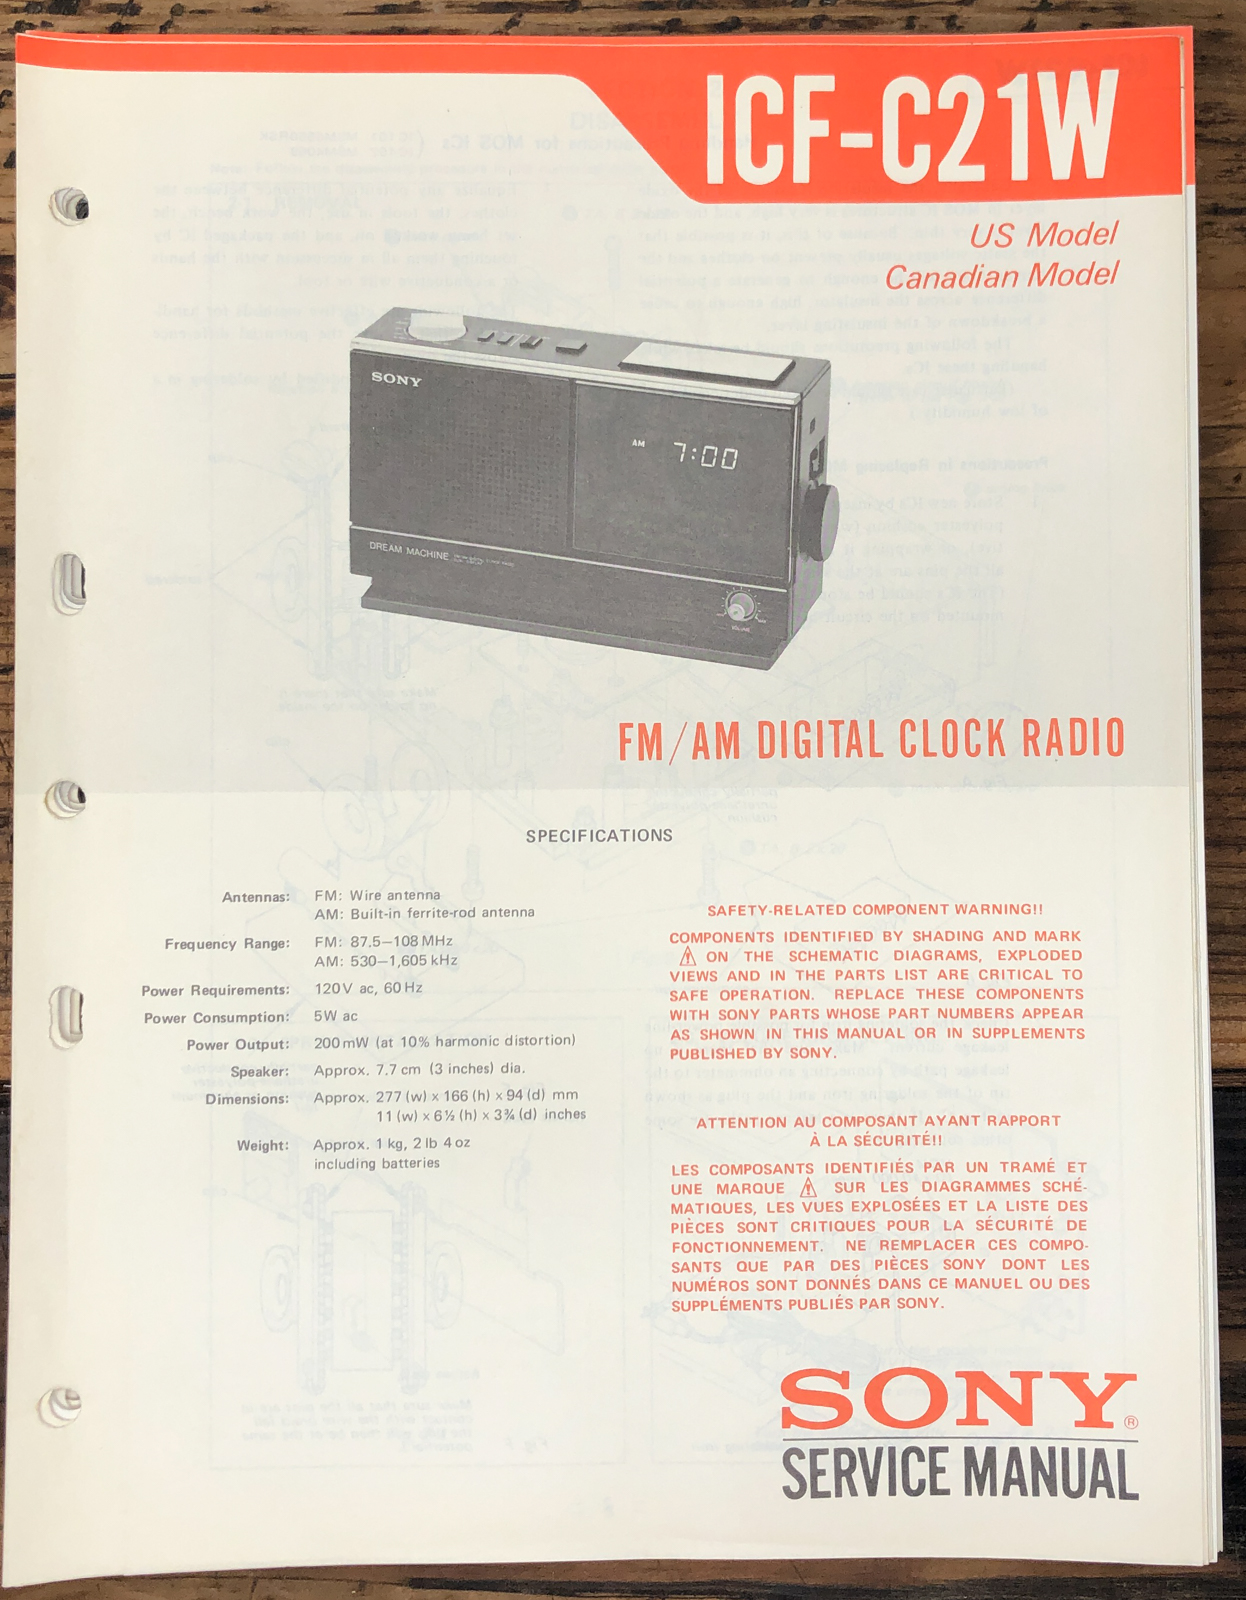 ICF-C21W
US Model
Canadian Model
SONY
AM 7:00
DREAM MACHINE
VOLUME
FM/AM DIGITAL CLOCK RADIO
SPECIFICATIONS
Antennas: FM: Wire antenna
AM: Built-in ferrite-rod antenna
Frequency Range: FM: 87.5–108 MHz
AM: 530–1,605 kHz
Power Requirements: 120 V ac, 60 Hz
Power Consumption: 5W ac
Power Output: 200 mW (at 10% harmonic distortion)
Speaker: Approx. 7.7 cm (3 inches) dia.
Dimensions: Approx. 277 (w) x 166 (h) x 94 (d) mm
11 (w) x 6½ (h) x 3¾ (d) inches
Weight: Approx. 1 kg, 2 lb 4 oz
including batteries
SAFETY-RELATED COMPONENT WARNING!!
COMPONENTS IDENTIFIED BY SHADING AND MARK
⚠ ON THE SCHEMATIC DIAGRAMS, EXPLODED
VIEWS AND IN THE PARTS LIST ARE CRITICAL TO
SAFE OPERATION. REPLACE THESE COMPONENTS
WITH SONY PARTS WHOSE PART NUMBERS APPEAR
AS SHOWN IN THIS MANUAL OR IN SUPPLEMENTS
PUBLISHED BY SONY.
ATTENTION AU COMPOSANT AYANT RAPPORT
À LA SÉCURITÉ!!
LES COMPOSANTS IDENTIFIÉS PAR UN TRAMÉ ET
UNE MARQUE ⚠ SUR LES DIAGRAMMES SCHÉ-
MATIQUES, LES VUES EXPLOSÉES ET LA LISTE DES
PIÈCES SONT CRITIQUES POUR LA SÉCURITÉ DE
FONCTIONNEMENT. NE REMPLACER CES COMPO-
SANTS QUE PAR DES PIÈCES SONY DONT LES
NUMÉROS SONT DONNÉS DANS CE MANUEL OU DES
SUPPLÉMENTS PUBLIÉS PAR SONY.
SONY®
SERVICE MANUAL